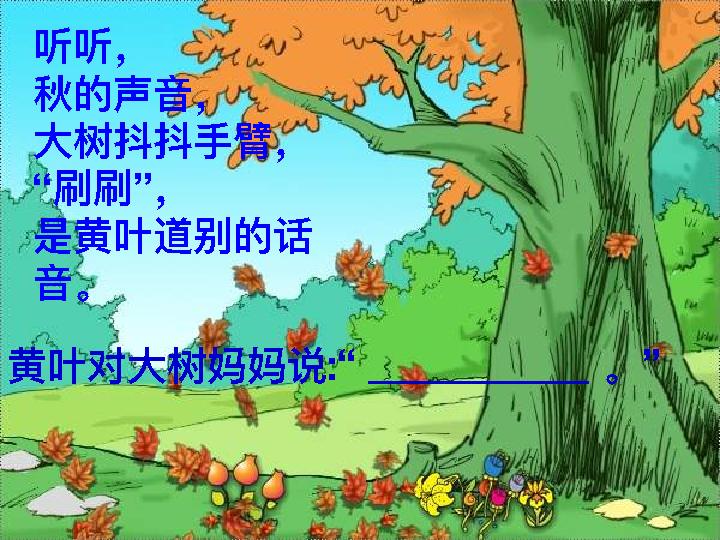 听听，
秋的声音，
大树抖抖手臂，
“刷刷”，
是黄叶道别的话
音。
黄叶对大树妈妈说:“ ___________ 。”